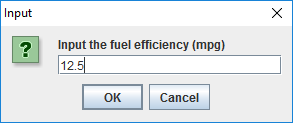 Input
Input the fuel efficiency (mpg)
12.5
OK Cancel